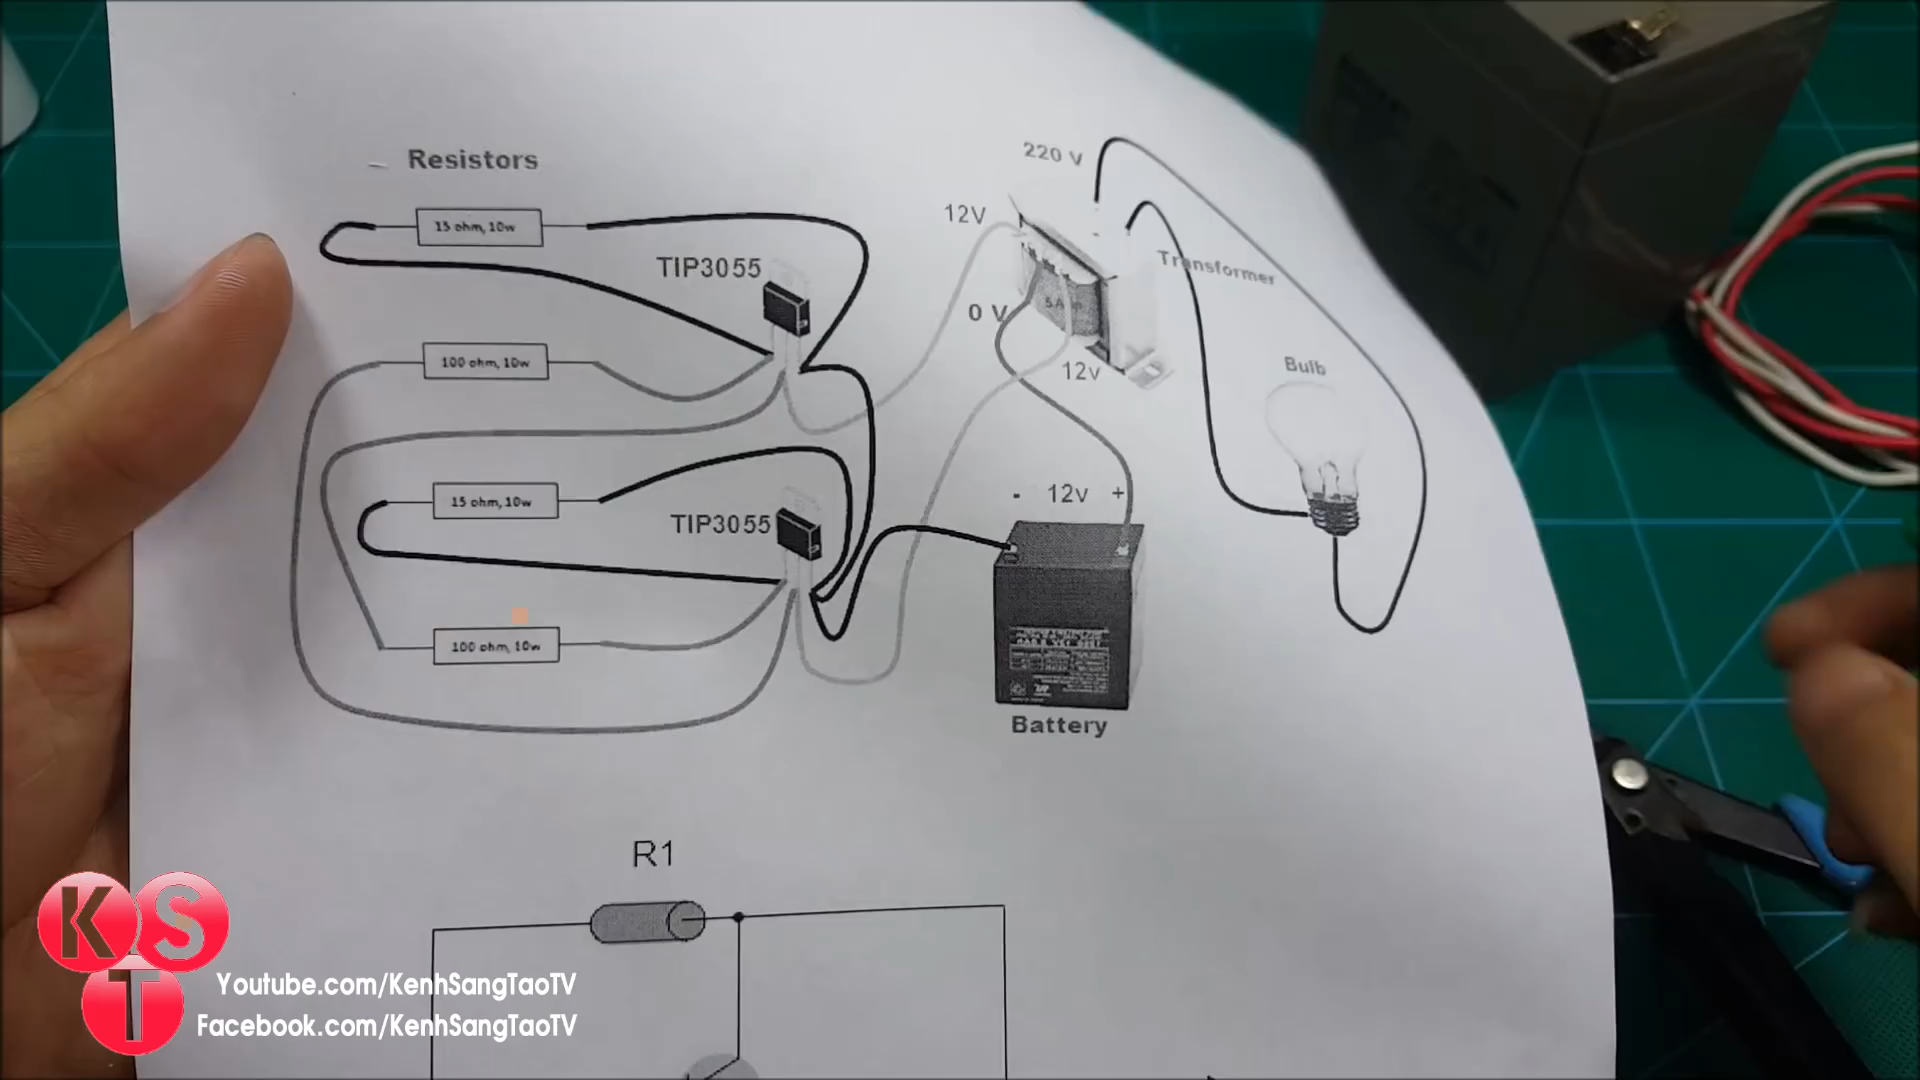 Resistors
220 V
12V
15 ohm, 10w
TIP3055
Transformer
0 V
100 ohm, 10w
12v
Bulb
- 12v +
15 ohm, 10w
TIP3055
100 ohm, 10w
Battery
R1
KST
Youtube.com/KenhSangTaoTV
Facebook.com/KenhSangTaoTV